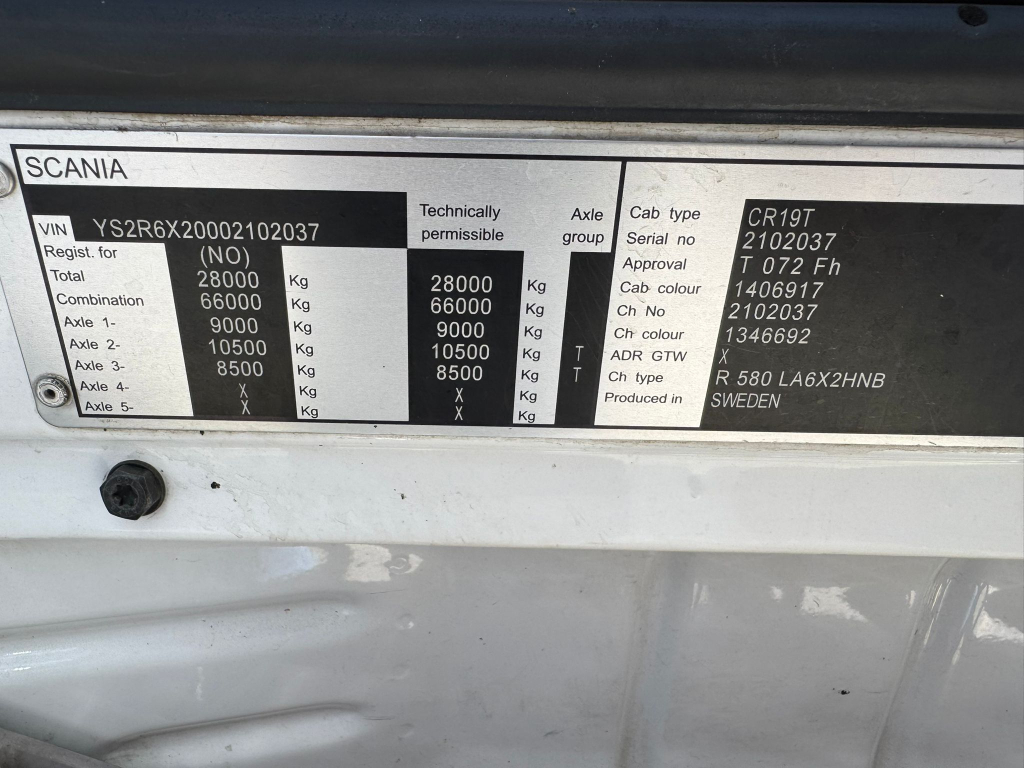 SCANIA
VIN YS2R6X20002102037
Technically permissible
Axle group
Regist. for (NO)
Total 28000 Kg 28000 Kg
Combination 66000 Kg 66000 Kg
Axle 1- 9000 Kg 9000 Kg
Axle 2- 10500 Kg 10500 Kg T
Axle 3- 8500 Kg 8500 Kg T
Axle 4- X Kg X Kg
Axle 5- X Kg X Kg
Cab type CR19T
Serial no 2102037
Approval T 072 Fh
Cab colour 1406917
Ch No 2102037
Ch colour 1346692
ADR GTW X
Ch type R 580 LA6X2HNB
Produced in SWEDEN